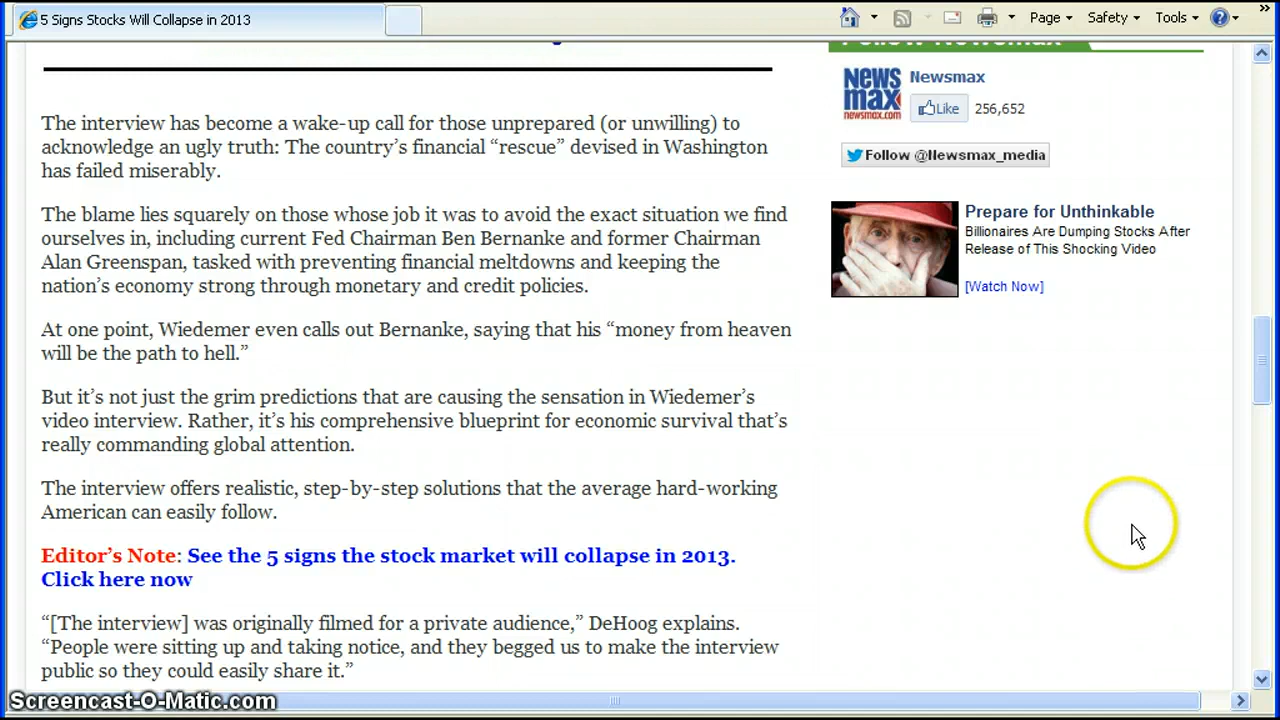 5 Signs Stocks Will Collapse in 2013
Page
Safety
Tools
The interview has become a wake-up call for those unprepared (or unwilling) to
acknowledge an ugly truth: The country’s financial “rescue” devised in Washington
has failed miserably.
The blame lies squarely on those whose job it was to avoid the exact situation we find
ourselves in, including current Fed Chairman Ben Bernanke and former Chairman
Alan Greenspan, tasked with preventing financial meltdowns and keeping the
nation’s economy strong through monetary and credit policies.
At one point, Wiedemer even calls out Bernanke, saying that his “money from heaven
will be the path to hell.”
But it’s not just the grim predictions that are causing the sensation in Wiedemer’s
video interview. Rather, it’s his comprehensive blueprint for economic survival that’s
really commanding global attention.
The interview offers realistic, step-by-step solutions that the average hard-working
American can easily follow.
Editor’s Note: See the 5 signs the stock market will collapse in 2013.
Click here now
“[The interview] was originally filmed for a private audience,” DeHoog explains.
“People were sitting up and taking notice, and they begged us to make the interview
public so they could easily share it.”
Follow Newsmax
NEWS
max
newsmax.com
Newsmax
Like 256,652
Follow @Newsmax_media
Prepare for Unthinkable
Billionaires Are Dumping Stocks After
Release of This Shocking Video
[Watch Now]
Screencast-O-Matic.com